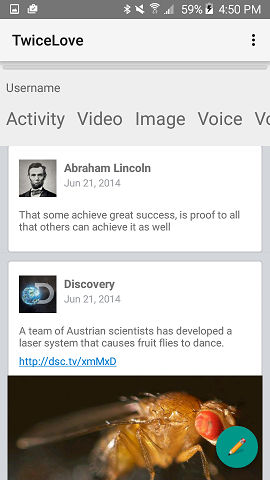 59% 4:50 PM
TwiceLove
Username
Activity Video Image Voice Vo
Abraham Lincoln
Jun 21, 2014
That some achieve great success, is proof to all
that others can achieve it as well
Discovery
Jun 21, 2014
A team of Austrian scientists has developed a
laser system that causes fruit flies to dance.
http://dsc.tv/xmMxD